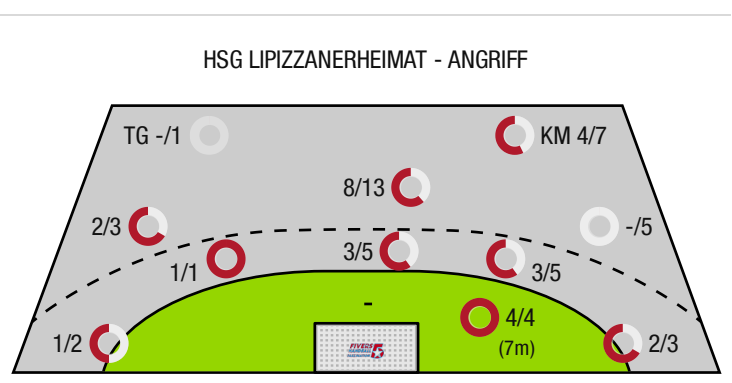 HSG LIPIZZANERHEIMAT - ANGRIFF
TG -/1
KM 4/7
8/13
2/3
-/5
1/1
3/5
3/5
-
4/4
(7m)
1/2
2/3
FIVERS